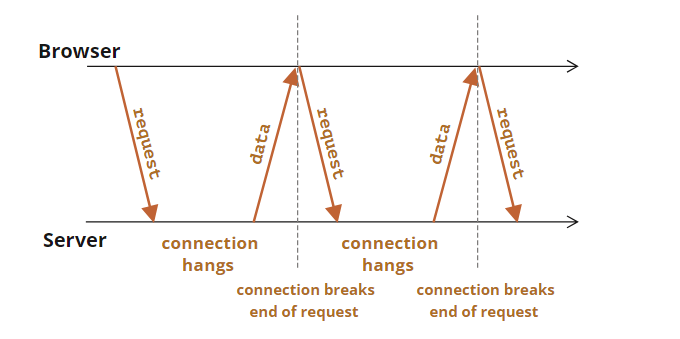 Browser
request
data
request
data
request
Server
connection
hangs
connection
hangs
connection breaks
end of request
connection breaks
end of request